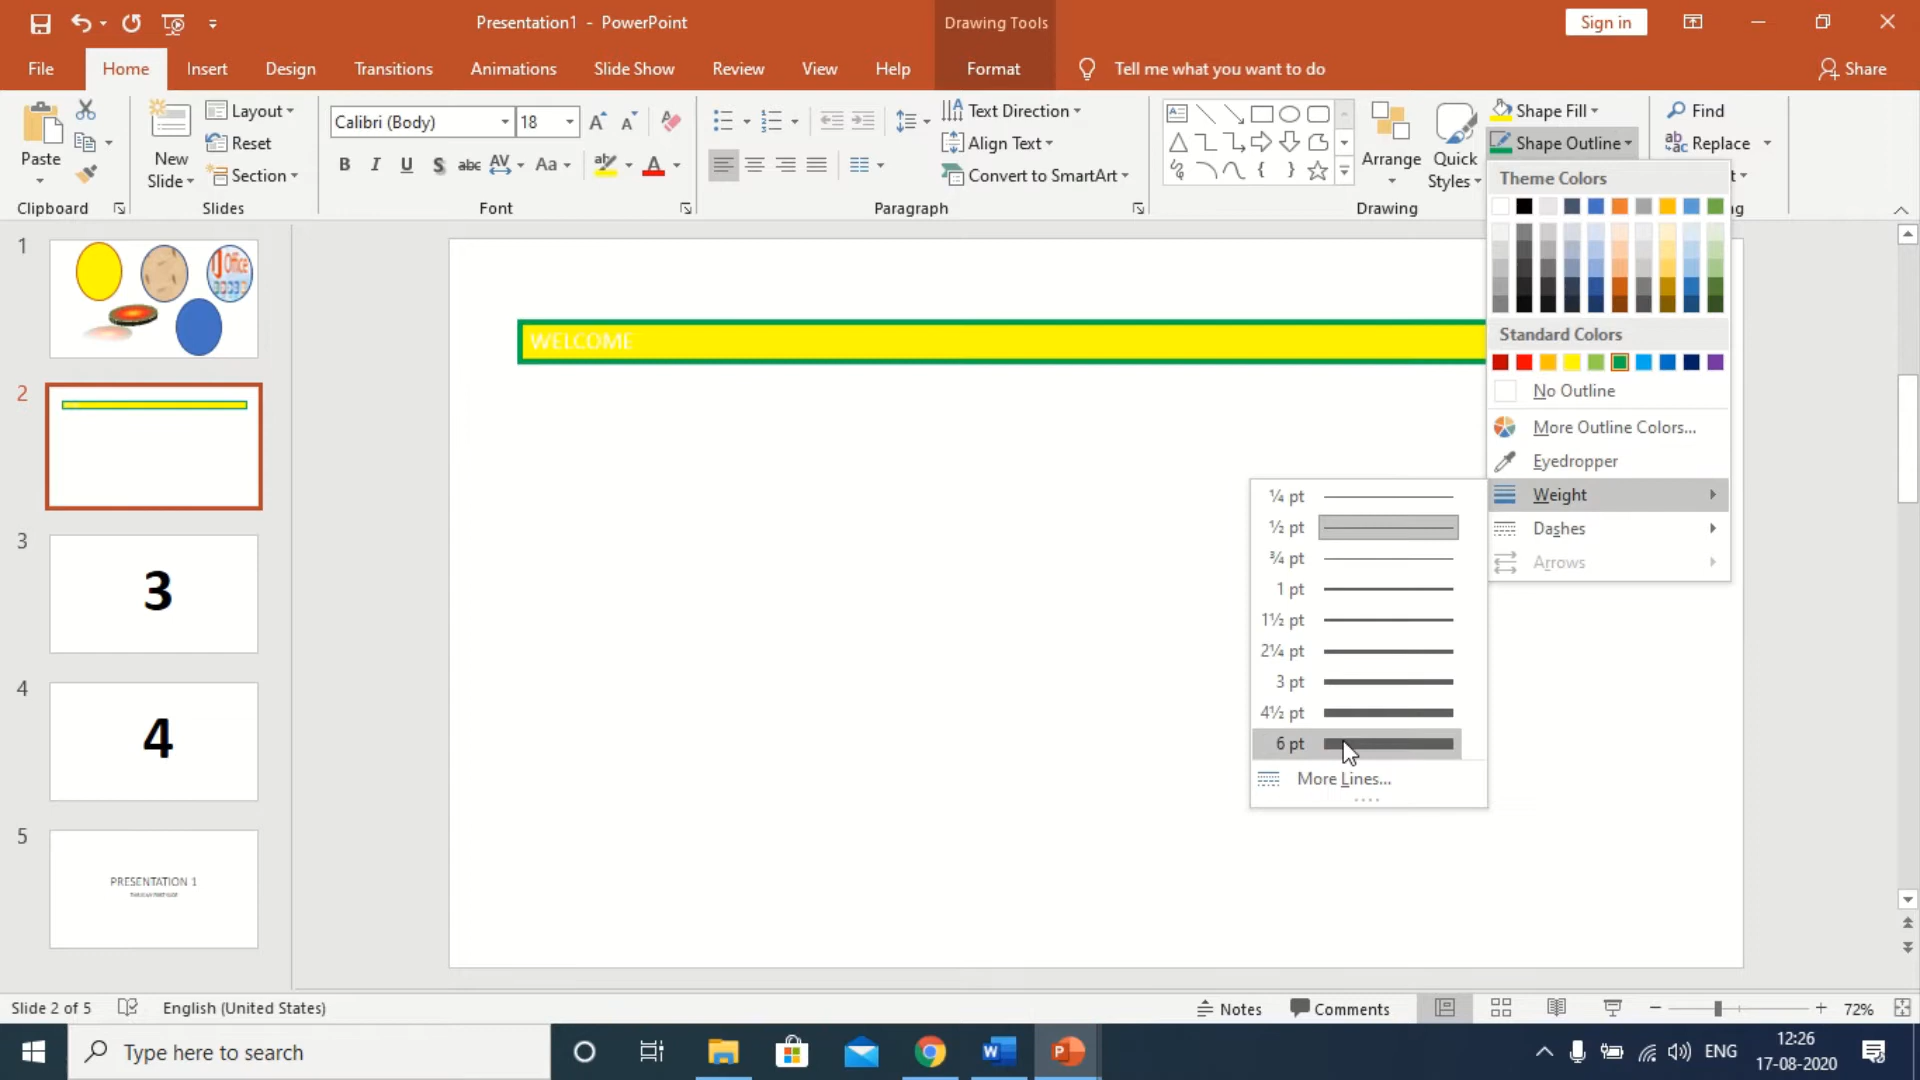 Presentation1 - PowerPoint
Drawing Tools
Sign in
File
Home
Insert
Design
Transitions
Animations
Slide Show
Review
View
Help
Format
Tell me what you want to do
Share
Paste
New
Slide
Layout
Reset
Section
Calibri (Body)
18
Text Direction
Align Text
Convert to SmartArt
Arrange
Quick
Styles
Shape Fill
Shape Outline
Find
Replace
Clipboard
Slides
Font
Paragraph
Drawing
Theme Colors
Standard Colors
No Outline
More Outline Colors...
Eyedropper
Weight
Dashes
Arrows
¼ pt
½ pt
¾ pt
1 pt
1½ pt
2¼ pt
3 pt
4½ pt
6 pt
More Lines...
WELCOME
1
Office
2
3
3
4
4
5
PRESENTATION 1
Slide 2 of 5
English (United States)
Notes
Comments
72%
Type here to search
ENG
12:26
17-08-2020